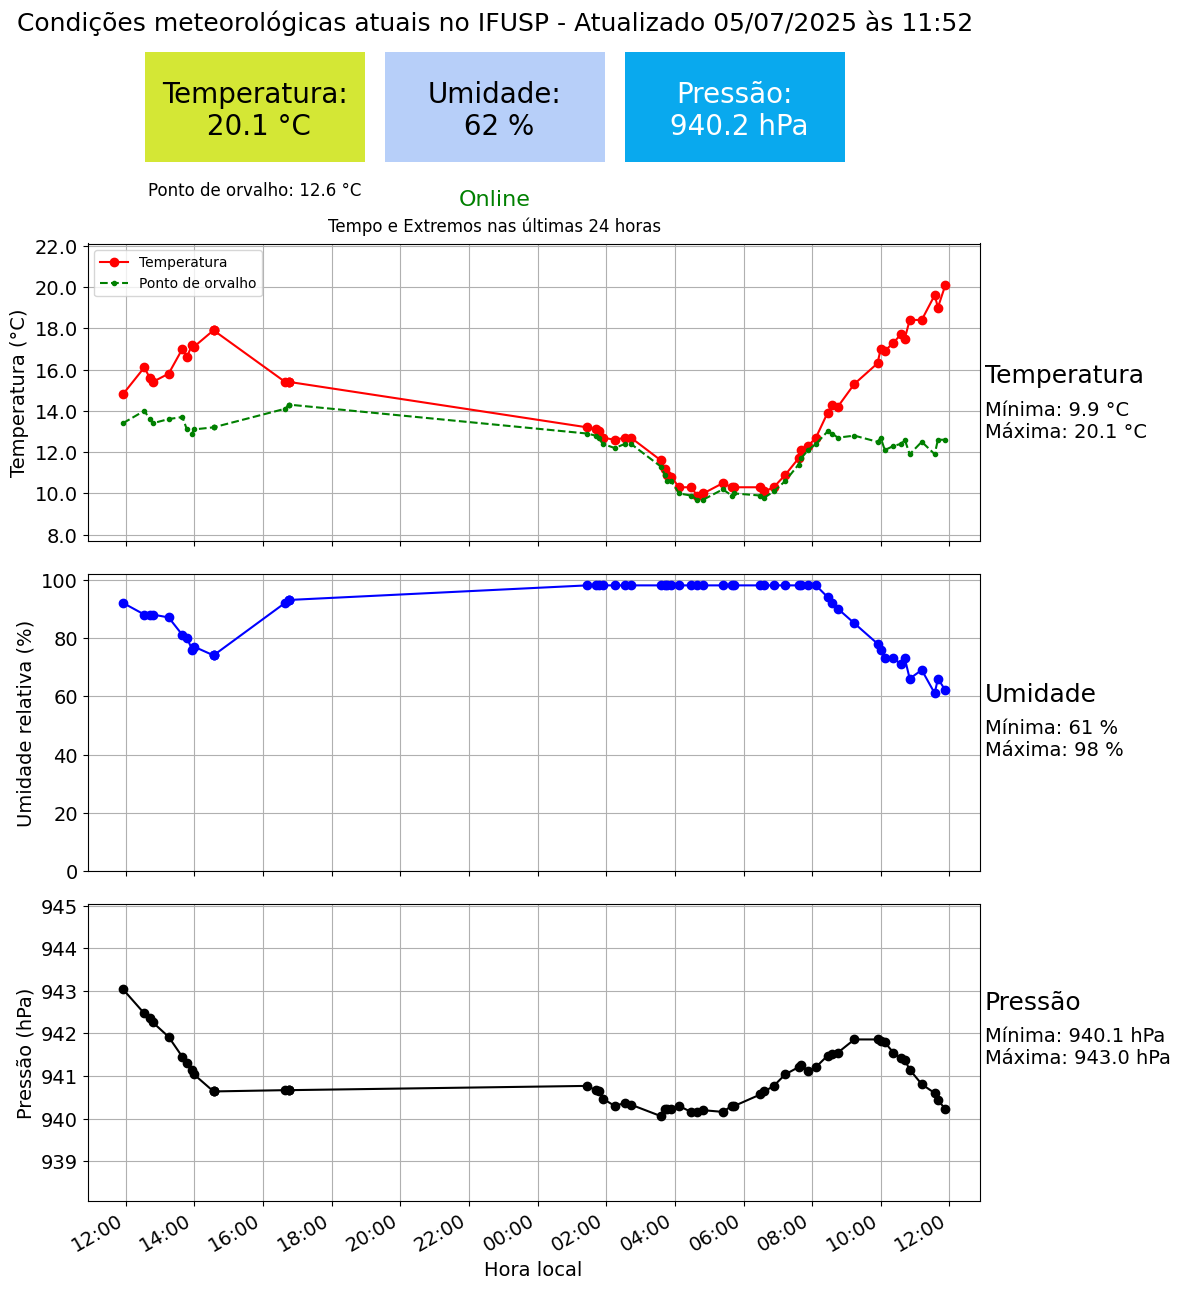 Condições meteorológicas atuais no IFUSP - Atualizado 05/07/2025 às 11:52
Temperatura:
20.1 °C
Umidade:
62 %
Pressão:
940.2 hPa
Ponto de orvalho: 12.6 °C
Online
Tempo e Extremos nas últimas 24 horas
Temperatura
Ponto de orvalho
Temperatura (°C)
22.0
20.0
18.0
16.0
14.0
12.0
10.0
8.0
Temperatura
Mínima: 9.9 °C
Máxima: 20.1 °C
Umidade relativa (%)
100
80
60
40
20
0
Umidade
Mínima: 61 %
Máxima: 98 %
Pressão (hPa)
945
944
943
942
941
940
939
Pressão
Mínima: 940.1 hPa
Máxima: 943.0 hPa
12:00 14:00 16:00 18:00 20:00 22:00 00:00 02:00 04:00 06:00 08:00 10:00 12:00
Hora local